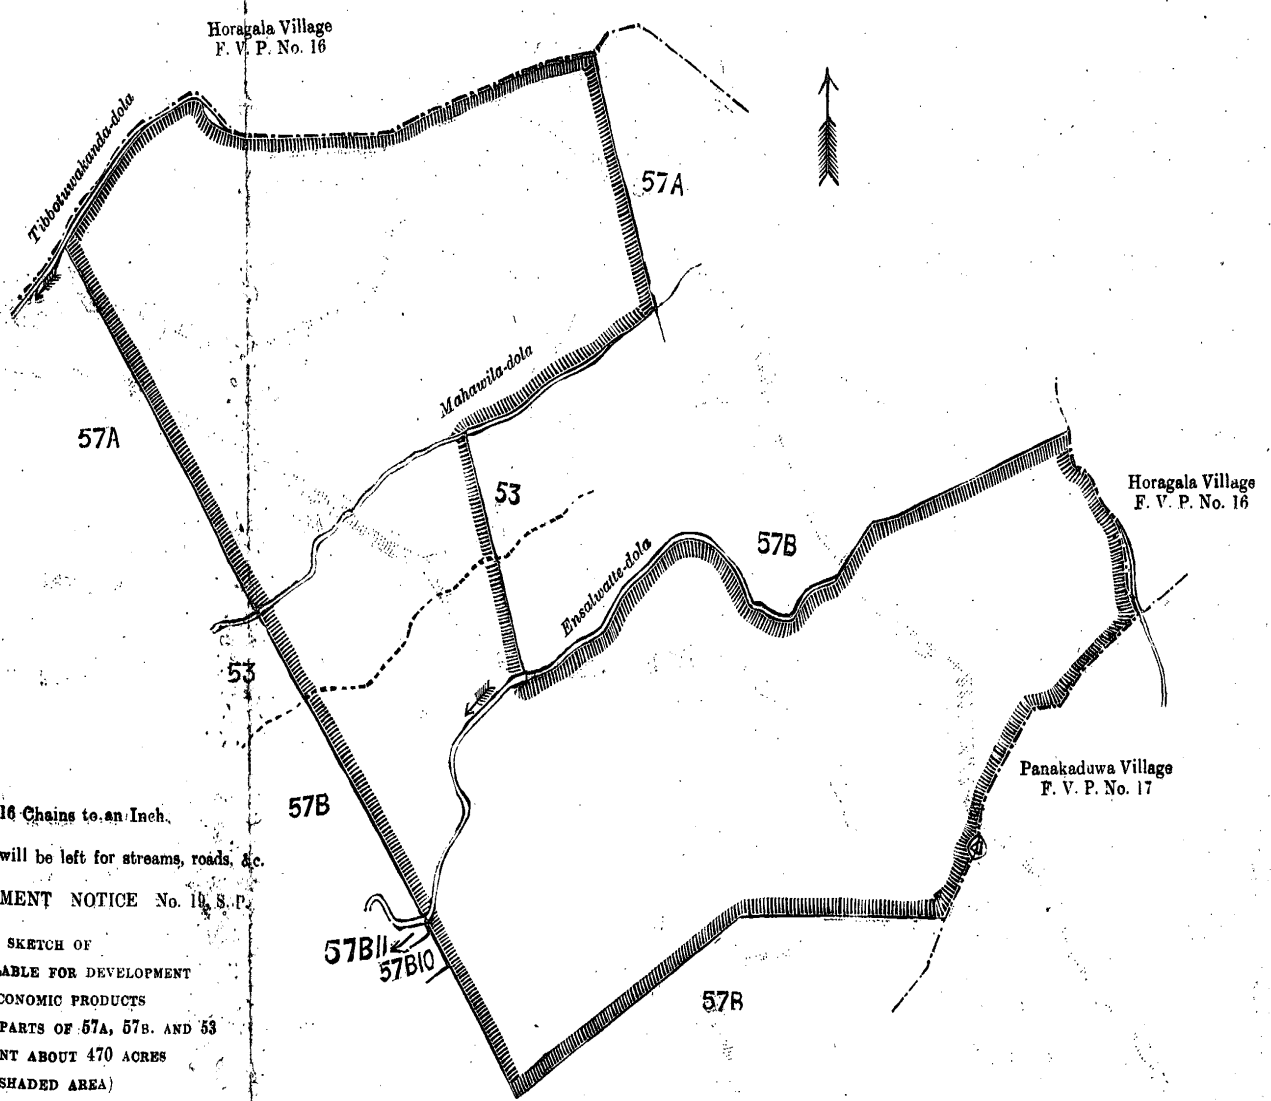 Horagala Village
F. V. P. No. 16
Tibbotuwakanda-dola
57A
57A
Mahawila-dola
53
Horagala Village
F. V. P. No. 16
57B
Ensalwatte-dola
53
Panakaduwa Village
F. V. P. No. 17
57B
57B11
57B10
57B
16 Chains to an Inch.
will be left for streams, roads, &c.
MENT NOTICE No. 19, S. P.
SKETCH OF
ABLE FOR DEVELOPMENT
CONOMIC PRODUCTS
PARTS OF 57A, 57B. AND 53
NT ABOUT 470 ACRES
SHADED AREA)